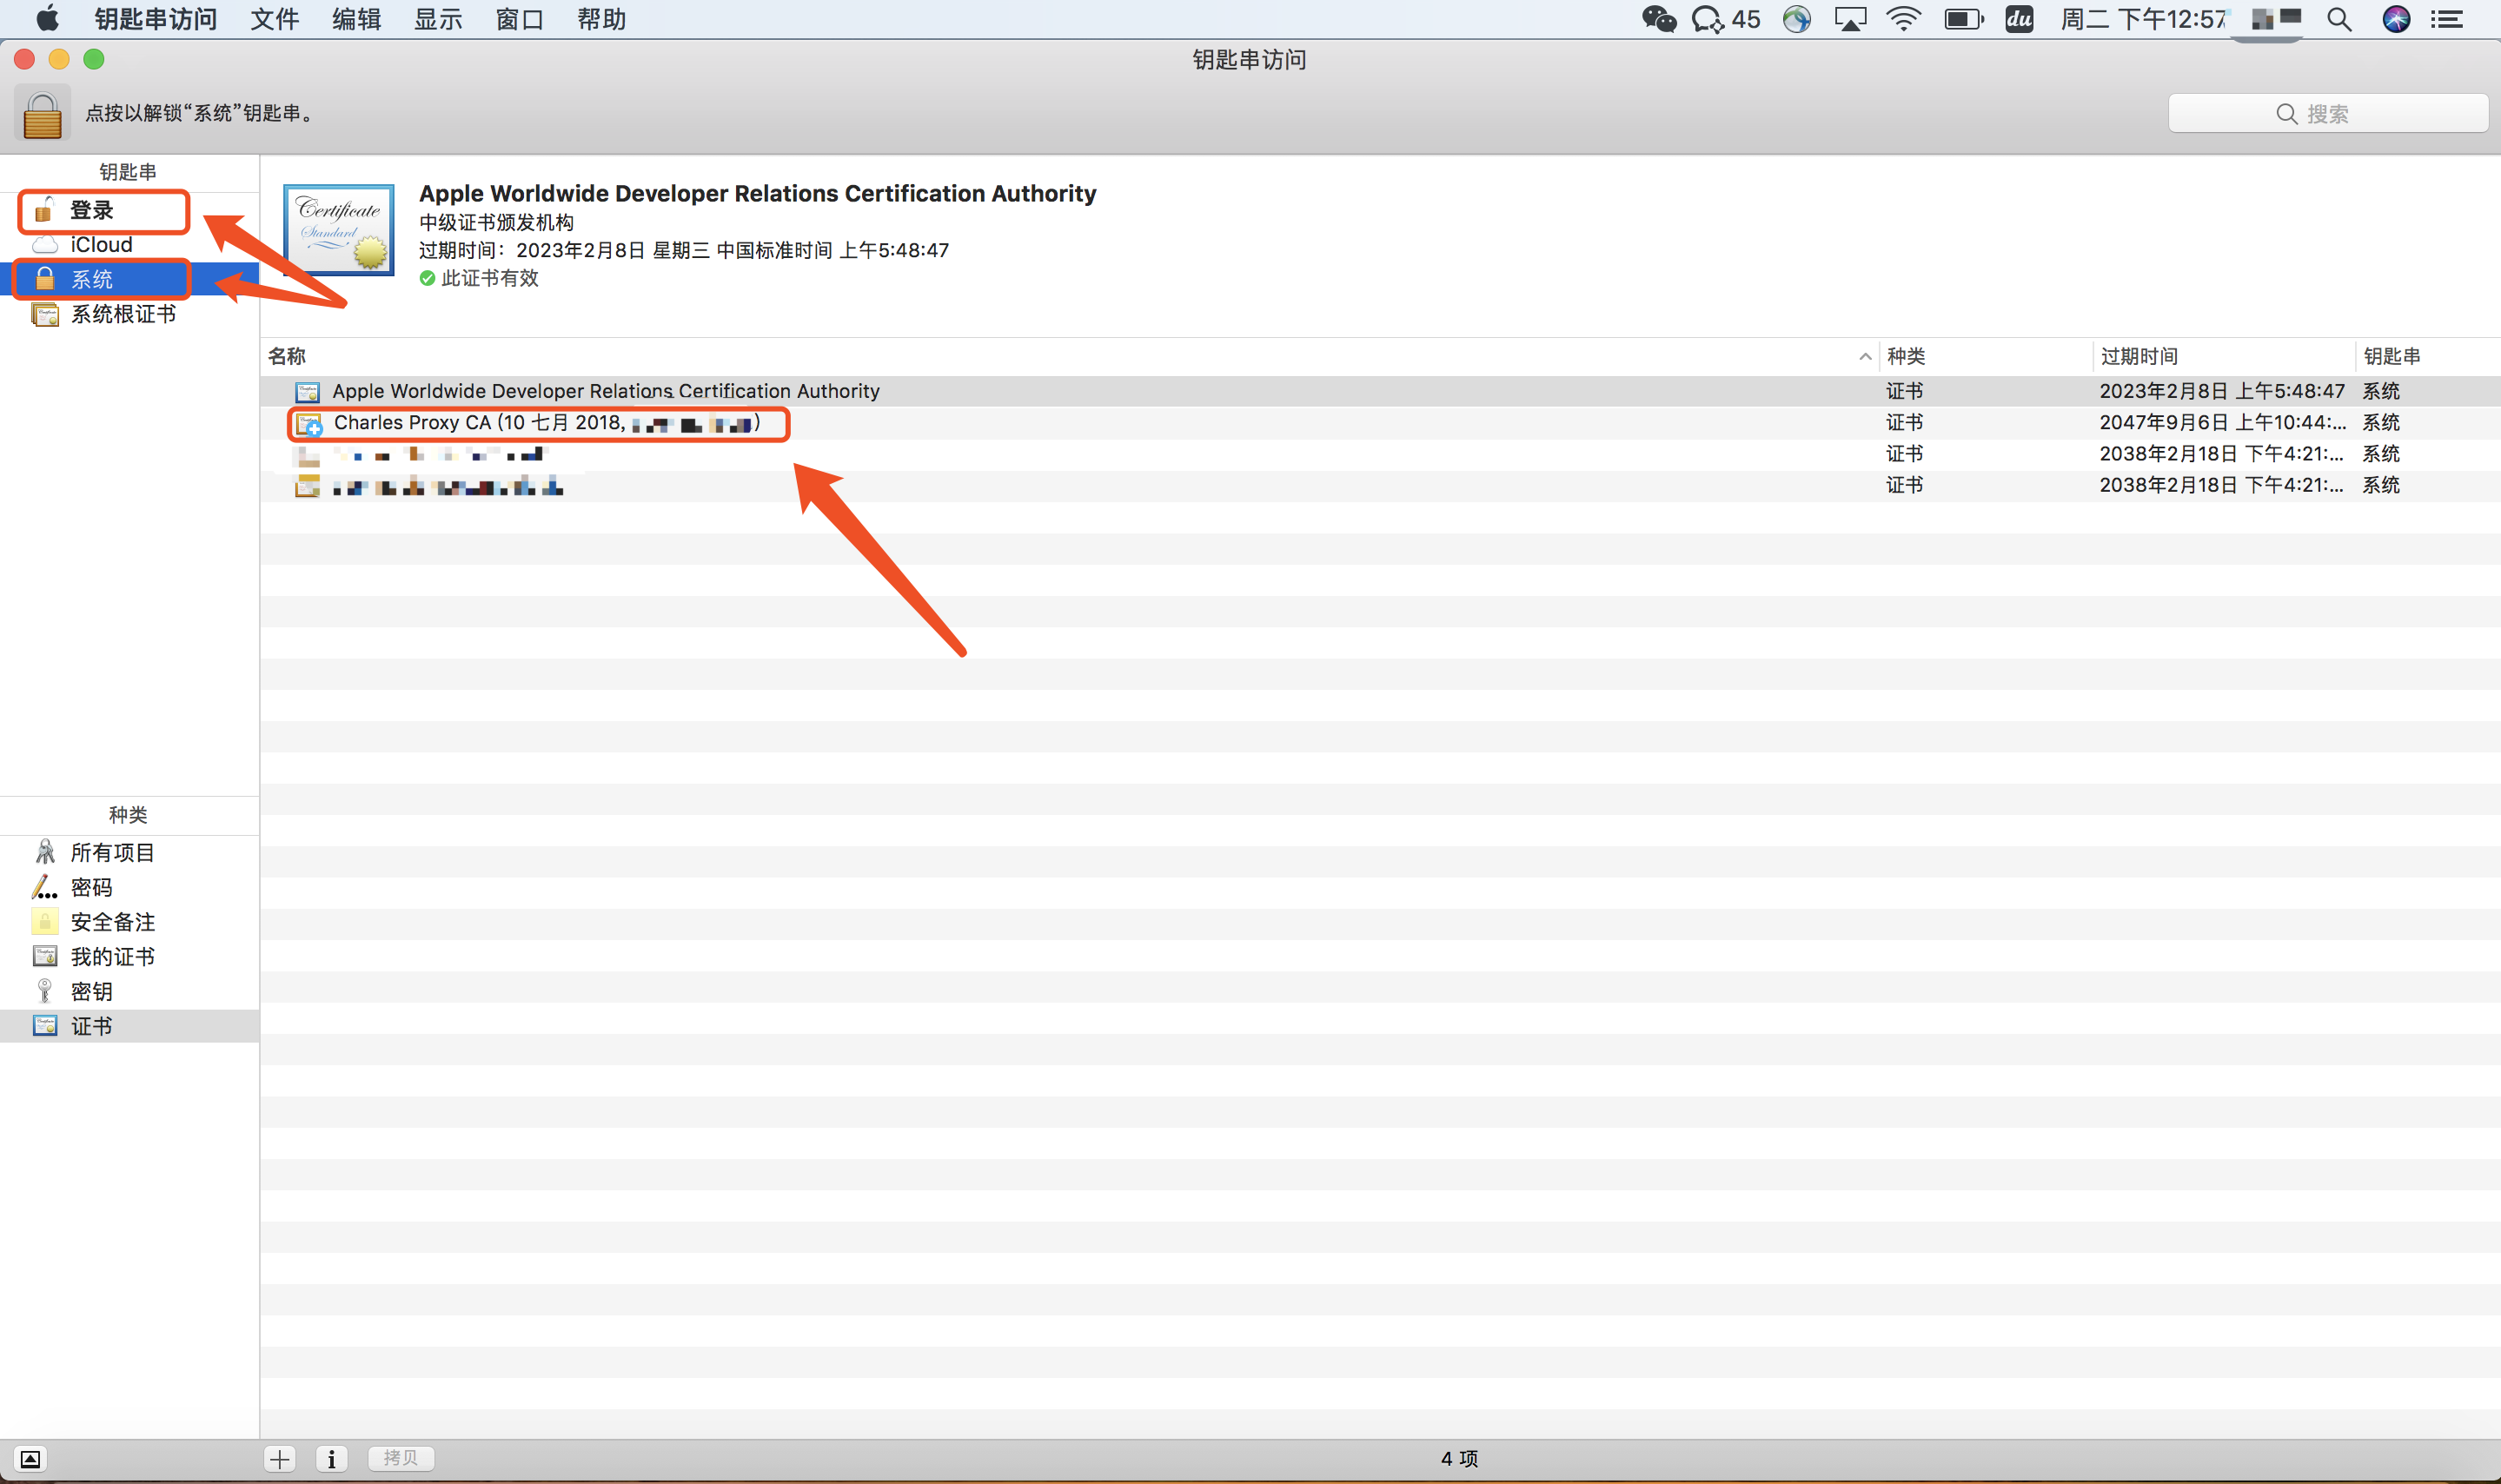 钥匙串访问 文件 编辑 显示 窗口 帮助 45 du 周二 下午12:57
钥匙串访问
点按以解锁“系统”钥匙串。
搜索
钥匙串
登录
iCloud
系统
系统根证书
Certificate
Standard
Apple Worldwide Developer Relations Certification Authority
中级证书颁发机构
过期时间：2023年2月8日 星期三 中国标准时间 上午5:48:47
此证书有效
名称 种类 过期时间 钥匙串
Apple Worldwide Developer Relations Certification Authority 证书 2023年2月8日 上午5:48:47 系统
Charles Proxy CA (10 七月 2018, ) 证书 2047年9月6日 上午10:44:... 系统
证书 2038年2月18日 下午4:21:... 系统
证书 2038年2月18日 下午4:21:... 系统
种类
所有项目
密码
安全备注
我的证书
密钥
证书
拷贝
4 项